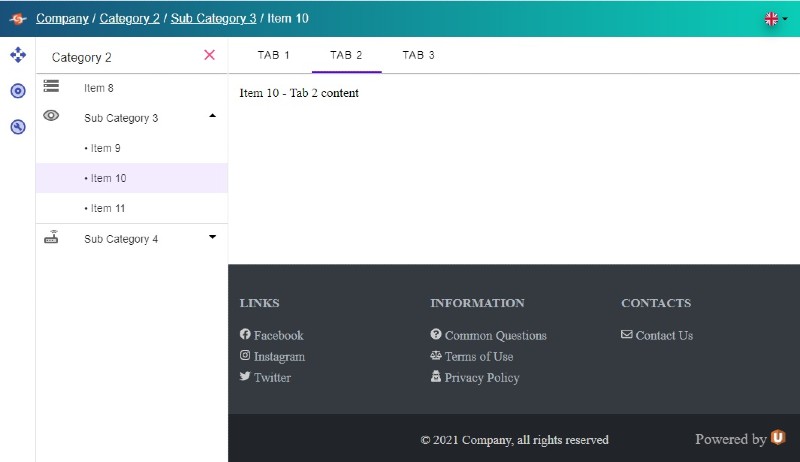 Company / Category 2 / Sub Category 3 / Item 10
Category 2
Item 8
Sub Category 3
• Item 9
• Item 10
• Item 11
Sub Category 4
TAB 1 TAB 2 TAB 3
Item 10 - Tab 2 content
LINKS
Facebook
Instagram
Twitter
INFORMATION
Common Questions
Terms of Use
Privacy Policy
CONTACTS
Contact Us
© 2021 Company, all rights reserved
Powered by U